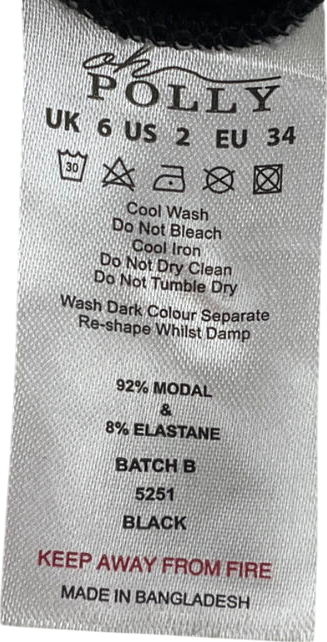 oh
POLLY
UK 6 US 2 EU 34
30
Cool Wash
Do Not Bleach
Cool Iron
Do Not Dry Clean
Do Not Tumble Dry
Wash Dark Colour Separate
Re-shape Whilst Damp
92% MODAL
&
8% ELASTANE
BATCH B
5251
BLACK
KEEP AWAY FROM FIRE
MADE IN BANGLADESH